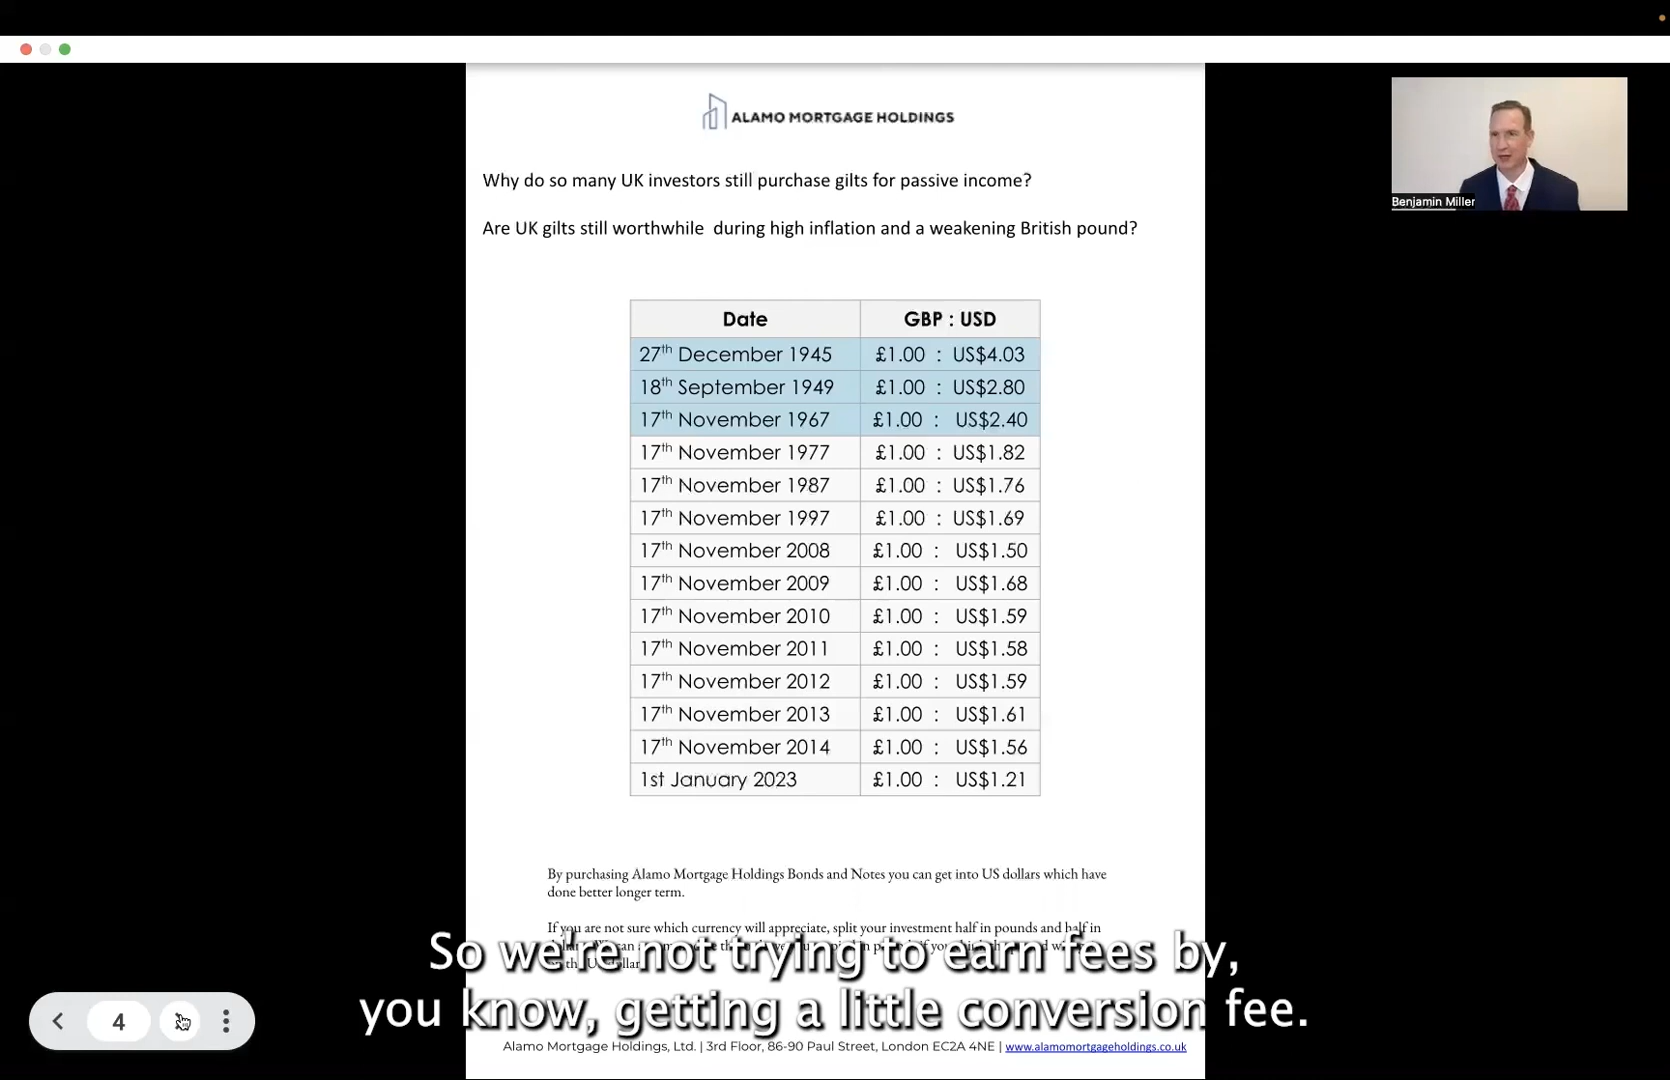 ALAMO MORTGAGE HOLDINGS
Why do so many UK investors still purchase gilts for passive income?
Benjamin Miller
Are UK gilts still worthwhile during high inflation and a weakening British pound?
Date GBP : USD
27th December 1945 £1.00 : US$4.03
18th September 1949 £1.00 : US$2.80
17th November 1967 £1.00 : US$2.40
17th November 1977 £1.00 : US$1.82
17th November 1987 £1.00 : US$1.76
17th November 1997 £1.00 : US$1.69
17th November 2008 £1.00 : US$1.50
17th November 2009 £1.00 : US$1.68
17th November 2010 £1.00 : US$1.59
17th November 2011 £1.00 : US$1.58
17th November 2012 £1.00 : US$1.59
17th November 2013 £1.00 : US$1.61
17th November 2014 £1.00 : US$1.56
1st January 2023 £1.00 : US$1.21
By purchasing Alamo Mortgage Holdings Bonds and Notes you can get into US dollars which have
done better longer term.
If you are not sure which currency will appreciate, split your investment half in pounds and half in
So we're not trying to earn fees by,
you know, getting a little conversion fee.
4
Alamo Mortgage Holdings, Ltd. | 3rd Floor, 86-90 Paul Street, London EC2A 4NE | www.alamomortgageholdings.co.uk